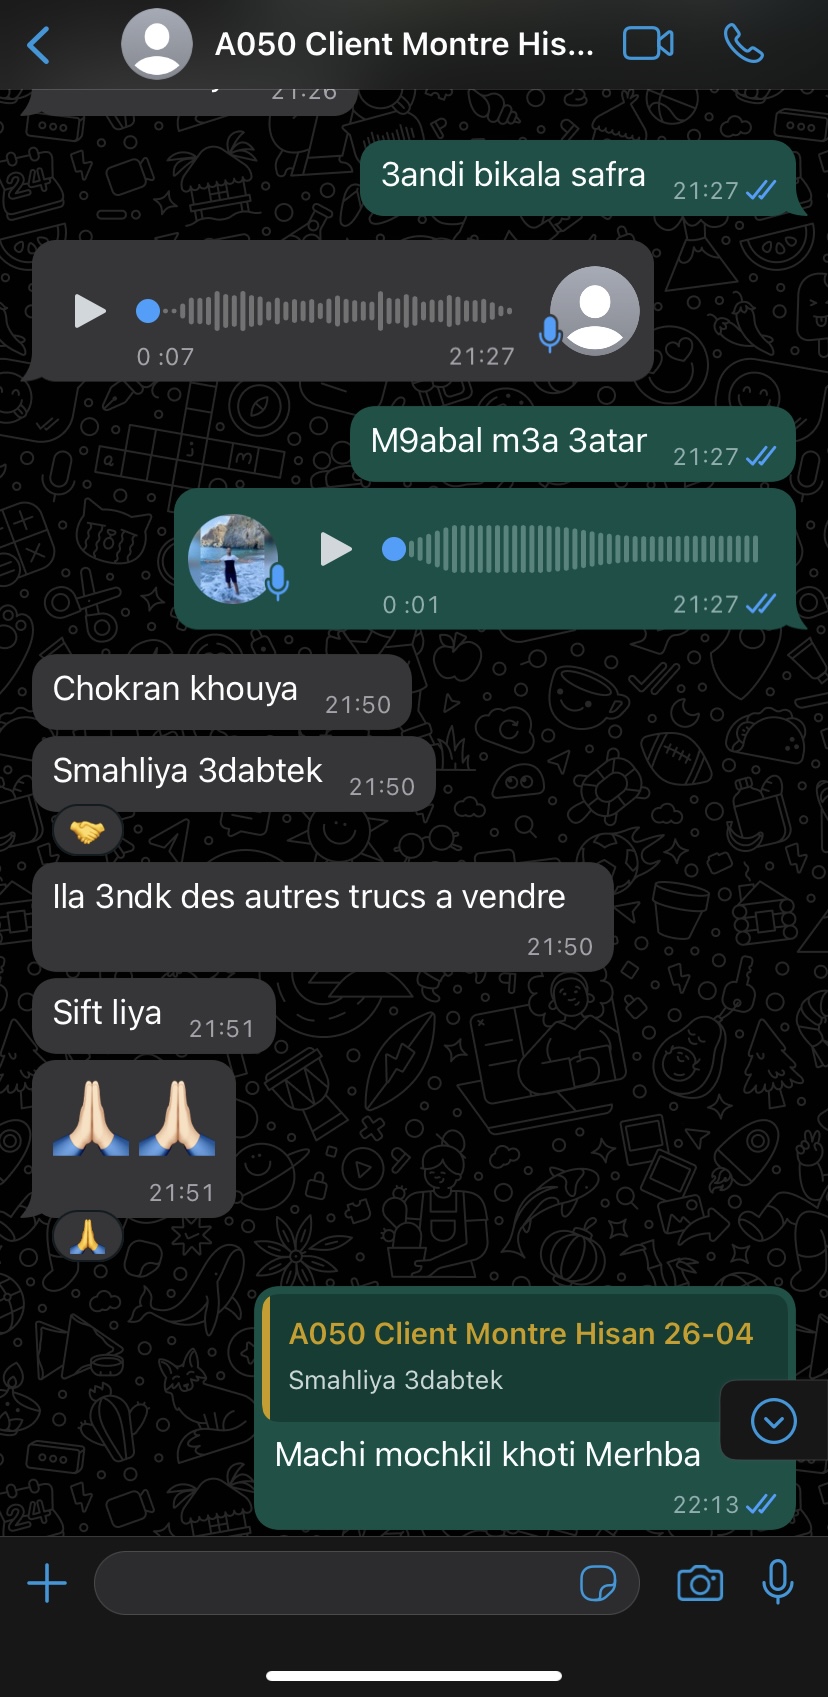 A050 Client Montre His...
21:26
3andi bikala safra 21:27
0:07 21:27
M9abal m3a 3atar 21:27
0:01 21:27
Chokran khouya 21:50
Smahliya 3dabtek 21:50
Ila 3ndk des autres trucs a vendre
21:50
Sift liya 21:51
21:51
A050 Client Montre Hisan 26-04
Smahliya 3dabtek
Machi mochkil khoti Merhba
22:13